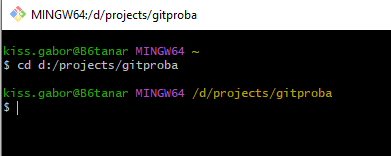 MINGW64:/d/projects/gitproba
kiss.gabor@B6tanar MINGW64 ~
$ cd d:/projects/gitproba
kiss.gabor@B6tanar MINGW64 /d/projects/gitproba
$